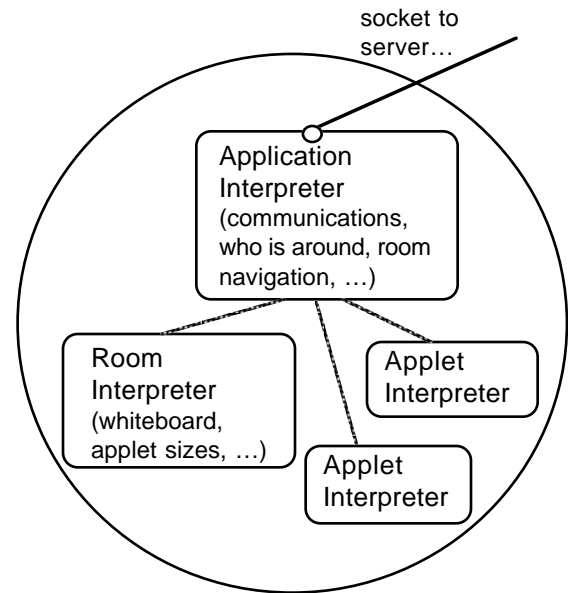 socket to
server…
Application
Interpreter
(communications,
who is around, room
navigation, …)
Room
Interpreter
(whiteboard,
applet sizes, …)
Applet
Interpreter
Applet
Interpreter